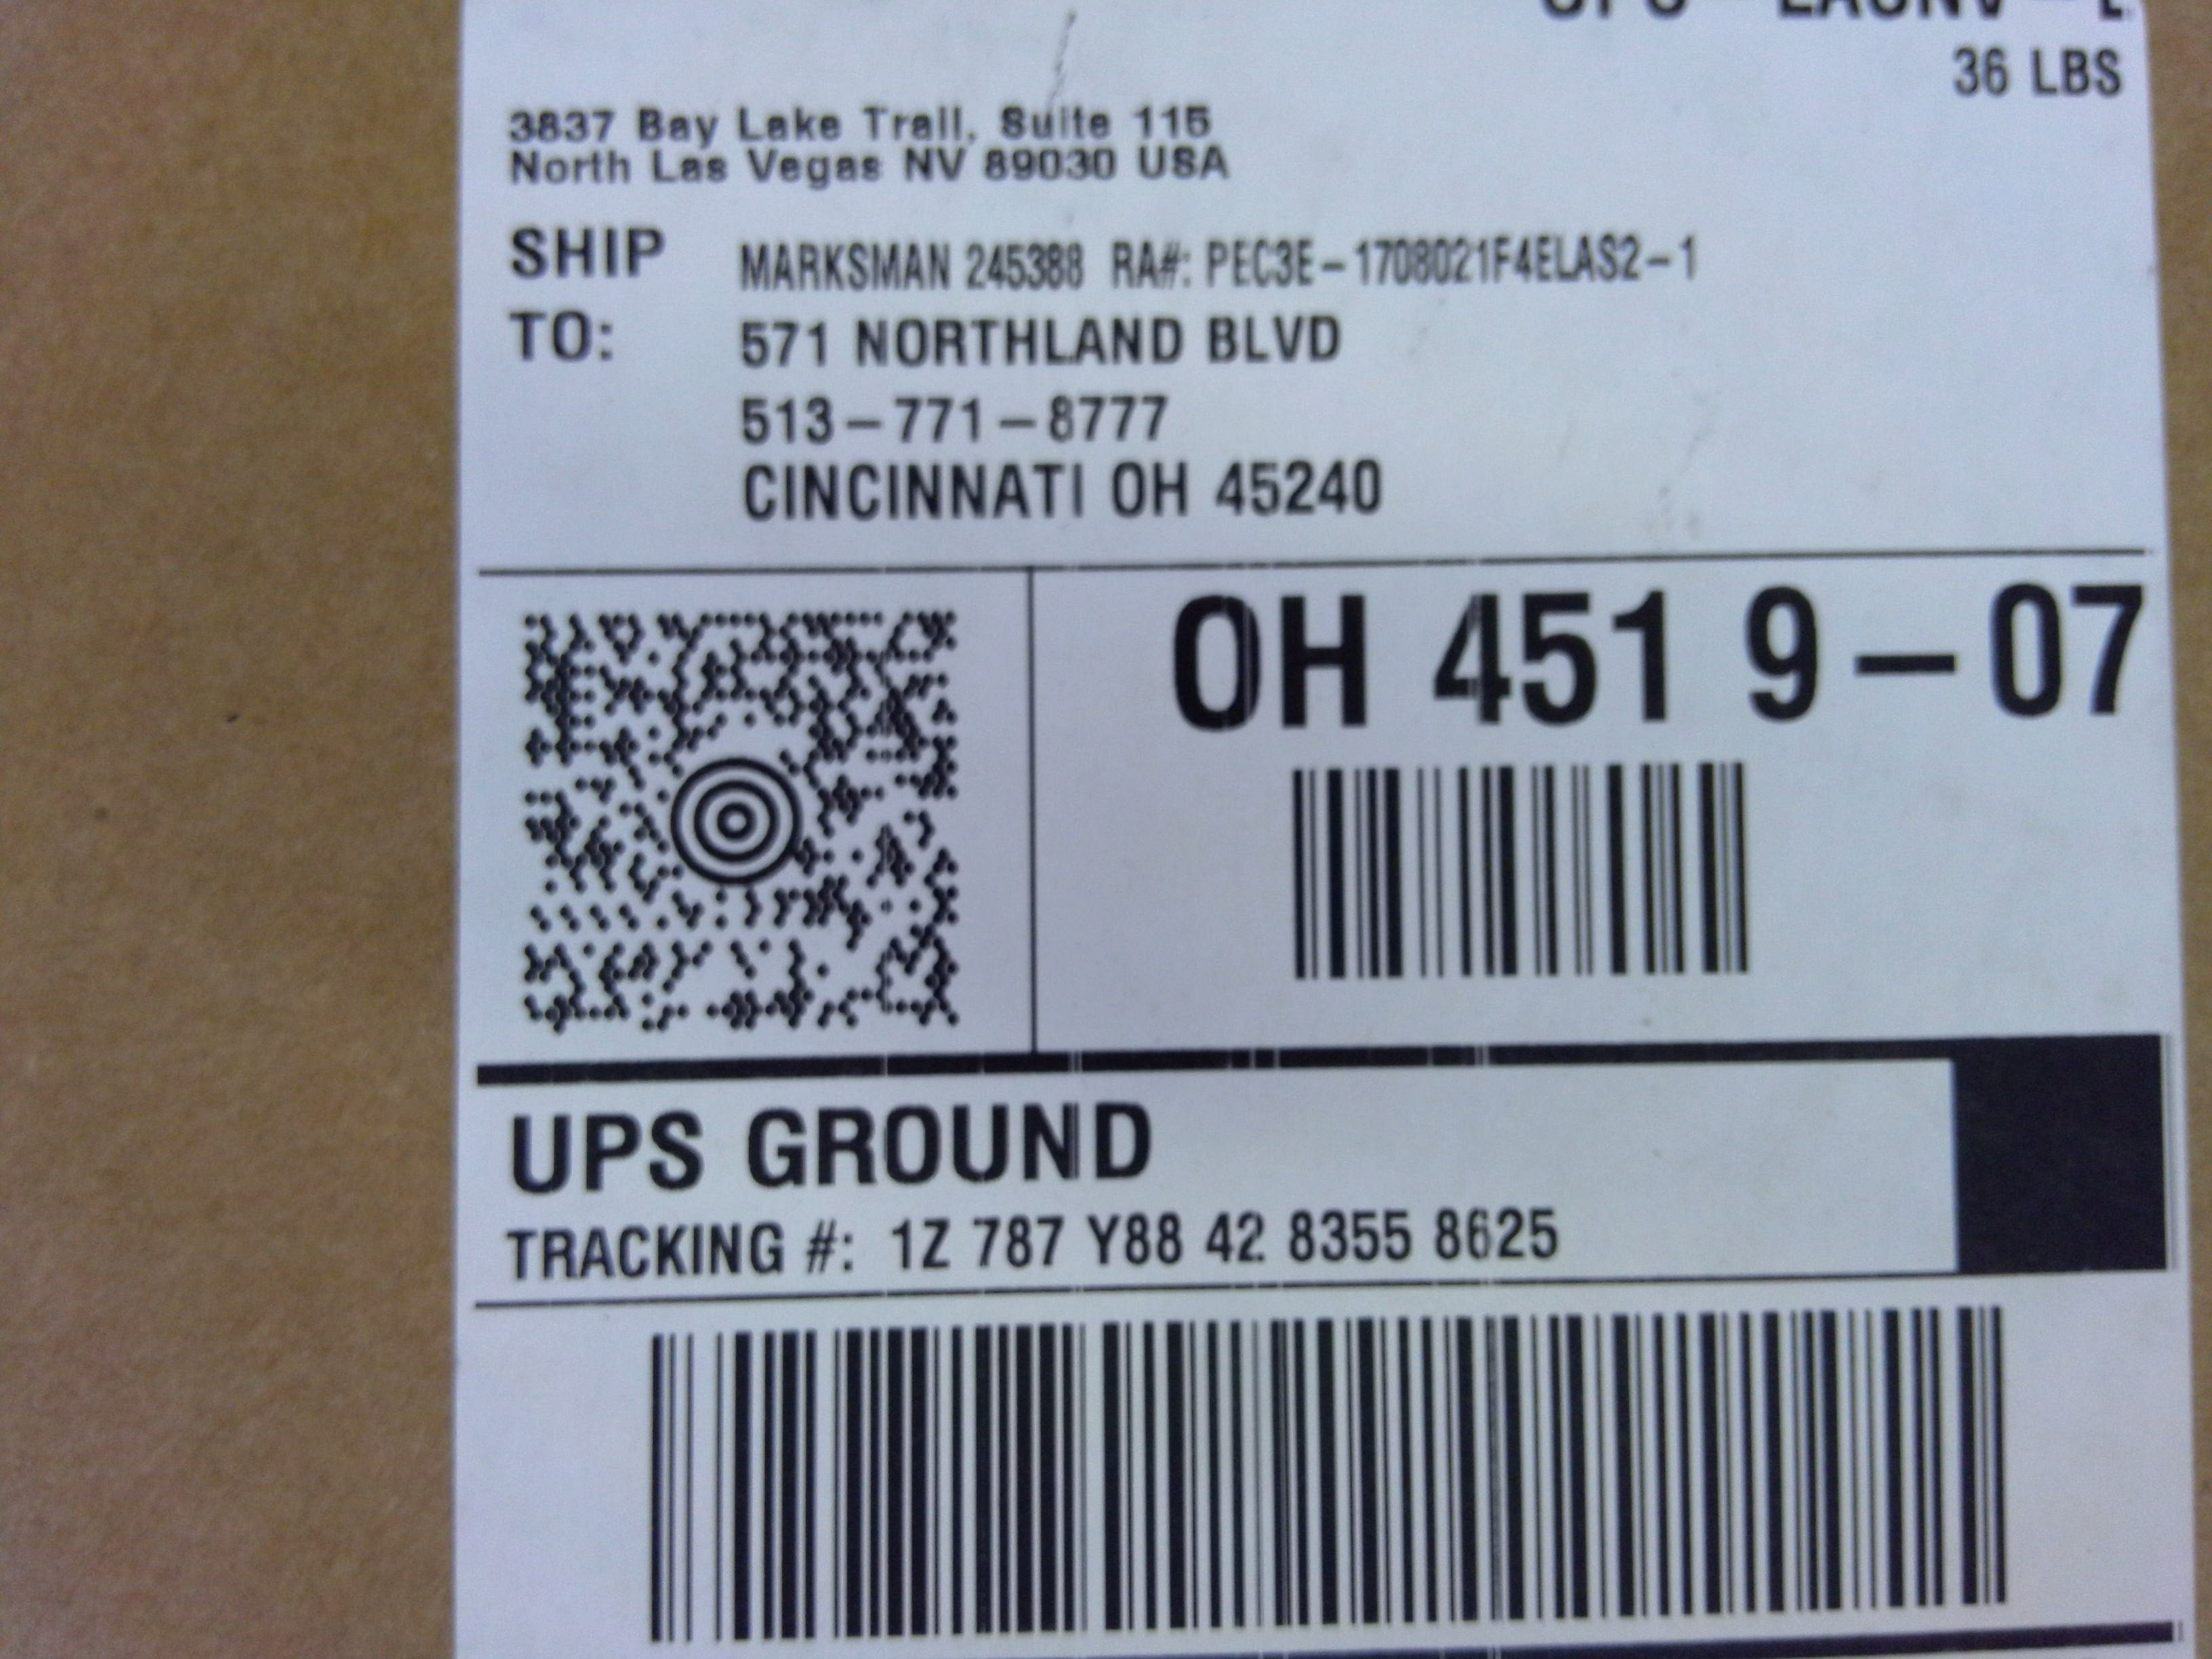 36 LBS
3837 Bay Lake Trail, Suite 115
North Las Vegas NV 89030 USA
SHIP TO:
MARKSMAN 245388 RA#: PEC3E-1708021F4ELAS2-1
571 NORTHLAND BLVD
513-771-8777
CINCINNATI OH 45240
OH 451 9-07
UPS GROUND
TRACKING #: 1Z 787 Y88 42 8355 8625